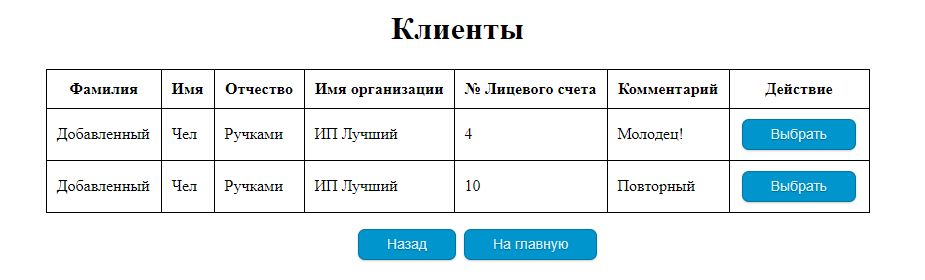 Клиенты
Фамилия Имя Отчество Имя организации № Лицевого счета Комментарий Действие
Добавленный Чел Ручками ИП Лучший 4 Молодец! Выбрать
Добавленный Чел Ручками ИП Лучший 10 Повторный Выбрать
Назад На главную